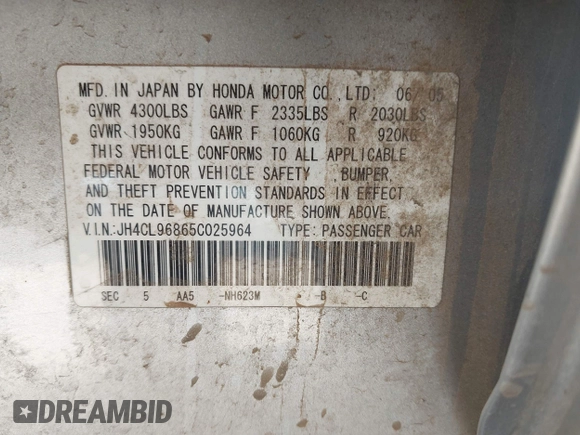 MFD. IN JAPAN BY HONDA MOTOR CO.,LTD: 06/05
GVWR 4300LBS GAWR F 2335LBS R 2030LBS
GVWR 1950KG GAWR F 1060KG R 920KG
THIS VEHICLE CONFORMS TO ALL APPLICABLE
FEDERAL MOTOR VEHICLE SAFETY, BUMPER,
AND THEFT PREVENTION STANDARDS IN EFFECT
ON THE DATE OF MANUFACTURE SHOWN ABOVE.
V.I.N:JH4CL96865C025964 TYPE: PASSENGER CAR
SEC 5 AA5 -NH623M -B -C
DREAMBID